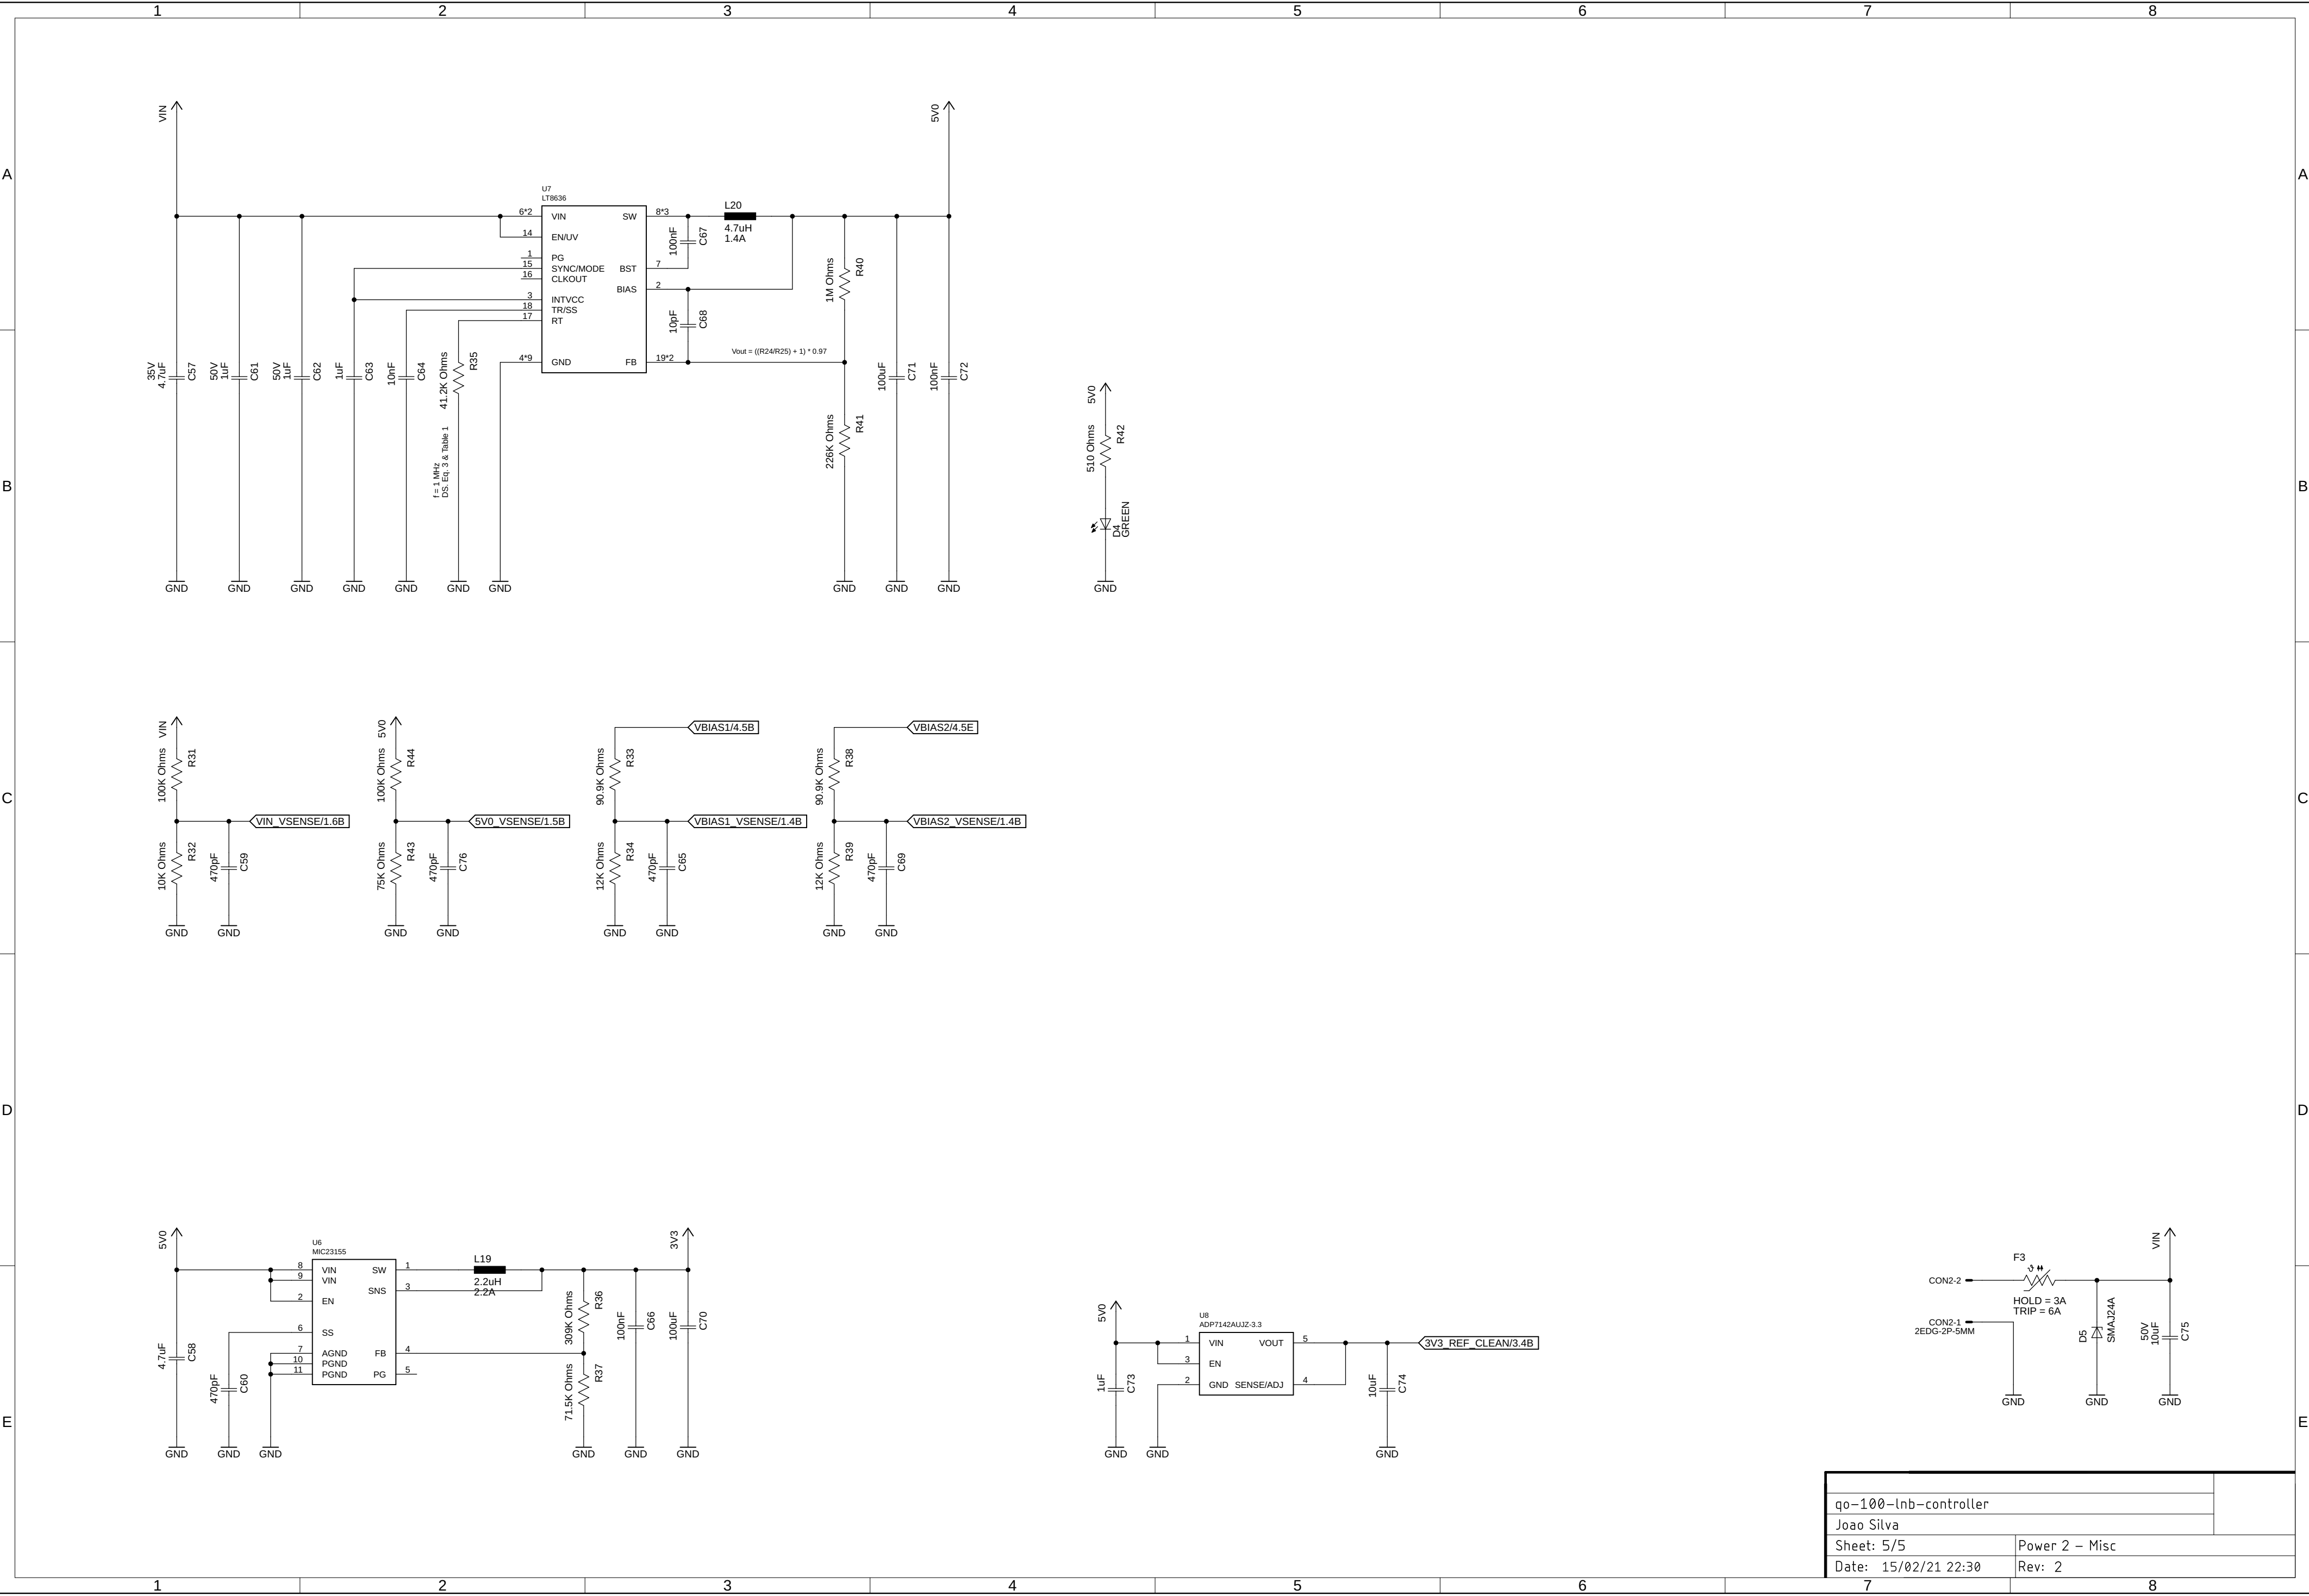 1 2 3 4 5 6 7 8
A A
VIN
5V0
U7
LT8636
6*2 VIN SW 8*3
14 EN/UV
1 PG
15 SYNC/MODE BST 7
16 CLKOUT
BIAS 2
3 INTVCC
18 TR/SS
17 RT
4*9 GND FB 19*2
L20
4.7uH
1.4A
100nF C67
10pF C68
1M Ohms R40
Vout = ((R24/R25) + 1) * 0.97
35V
4.7uF C57
50V
1uF C61
50V
1uF C62
1uF C63
10nF C64
41.2K Ohms R35
f = 1 MHz
DS. Eq. 3 & Table 1
226K Ohms R41
100uF C71
100nF C72
GND GND GND GND GND GND GND GND GND GND
B B
5V0
510 Ohms R42
D4
GREEN
GND
C C
VIN
100K Ohms R31
VIN_VSENSE/1.6B
10K Ohms R32
470pF C59
GND GND
5V0
100K Ohms R44
5V0_VSENSE/1.5B
75K Ohms R43
470pF C76
GND GND
VBIAS1/4.5B
90.9K Ohms R33
VBIAS1_VSENSE/1.4B
12K Ohms R34
470pF C65
GND GND
VBIAS2/4.5E
90.9K Ohms R38
VBIAS2_VSENSE/1.4B
12K Ohms R39
470pF C69
GND GND
D D
5V0
U6
MIC23155
8 VIN SW 1
9 VIN
SNS 3
2 EN
6 SS
7 AGND FB 4
10 PGND
11 PGND PG 5
L19
2.2uH
2.2A
3V3
4.7uF C58
470pF C60
309K Ohms R36
71.5K Ohms R37
100nF C66
100uF C70
GND GND GND GND GND GND
5V0
U8
ADP7142AUJZ-3.3
1 VIN VOUT 5
3 EN
2 GND SENSE/ADJ 4
3V3_REF_CLEAN/3.4B
1uF C73
10uF C74
GND GND GND
VIN
F3
CON2-2
HOLD = 3A
TRIP = 6A
CON2-1
2EDG-2P-5MM
D5 SMAJ24A
50V
10uF C75
GND GND GND
E E
qo-100-lnb-controller
Joao Silva
Sheet: 5/5 Power 2 - Misc
Date: 15/02/21 22:30 Rev: 2
1 2 3 4 5 6 7 8